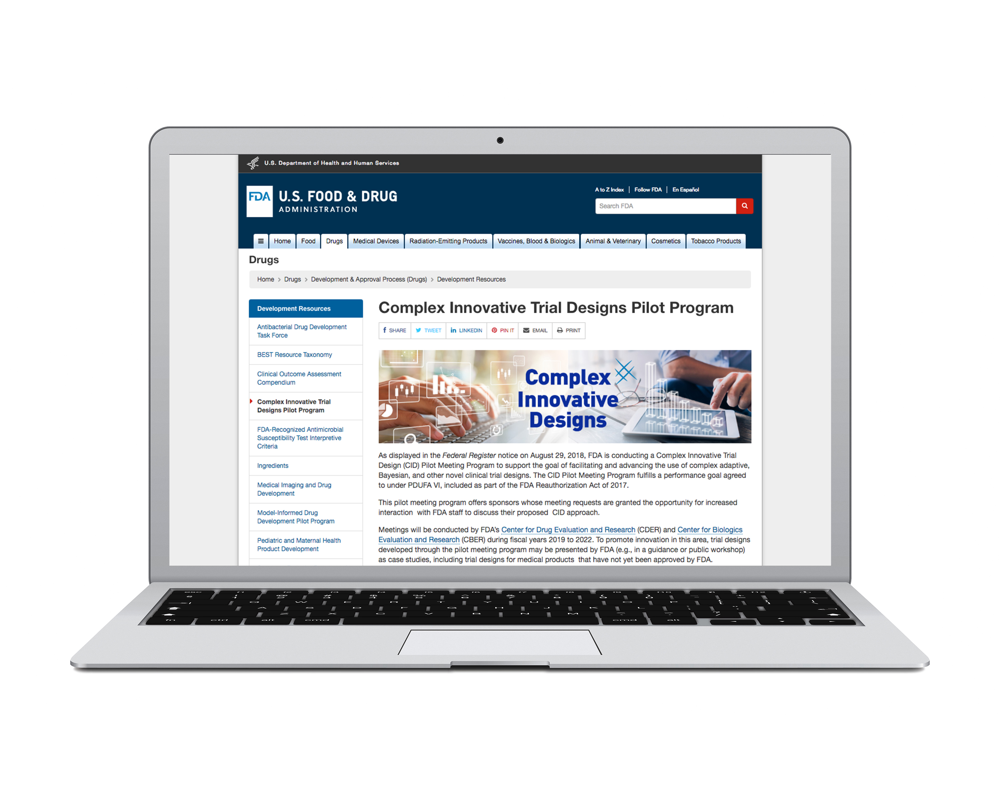 U.S. Department of Health and Human Services
FDA
U.S. FOOD & DRUG
ADMINISTRATION
A to Z Index | Follow FDA | En Español
Search FDA
Home Food Drugs Medical Devices Radiation-Emitting Products Vaccines, Blood & Biologics Animal & Veterinary Cosmetics Tobacco Products
Drugs
Home > Drugs > Development & Approval Process (Drugs) > Development Resources
Development Resources
Antibacterial Drug Development
Task Force
BEST Resource Taxonomy
Clinical Outcome Assessment
Compendium
Complex Innovative Trial
Designs Pilot Program
FDA-Recognized Antimicrobial
Susceptibility Test Interpretive
Criteria
Ingredients
Medical Imaging and Drug
Development
Model-Informed Drug
Development Pilot Program
Pediatric and Maternal Health
Product Development
Complex Innovative Trial Designs Pilot Program
SHARE TWEET LINKEDIN PIN IT EMAIL PRINT
Complex
Innovative
Designs
As displayed in the Federal Register notice on August 29, 2018, FDA is conducting a Complex Innovative Trial
Design (CID) Pilot Meeting Program to support the goal of facilitating and advancing the use of complex adaptive,
Bayesian, and other novel clinical trial designs. The CID Pilot Meeting Program fulfills a performance goal agreed
to under PDUFA VI, included as part of the FDA Reauthorization Act of 2017.
This pilot meeting program offers sponsors whose meeting requests are granted the opportunity for increased
interaction with FDA staff to discuss their proposed CID approach.
Meetings will be conducted by FDA's Center for Drug Evaluation and Research (CDER) and Center for Biologics
Evaluation and Research (CBER) during fiscal years 2019 to 2022. To promote innovation in this area, trial designs
developed through the pilot meeting program may be presented by FDA (e.g., in a guidance or public workshop)
as case studies, including trial designs for medical products that have not yet been approved by FDA.
Q W E R T Y U I O P
A S D F G H J K L
Z X C V B N M
fn ctrl alt cmd cmd alt